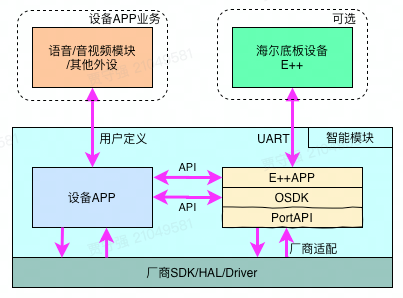 设备APP业务
可选
语音/音视频模块
/其他外设
海尔底板设备
E++
用户定义
UART
智能模块
设备APP
API
API
E++APP
OSDK
PortAPI
厂商适配
厂商SDK/HAL/Driver